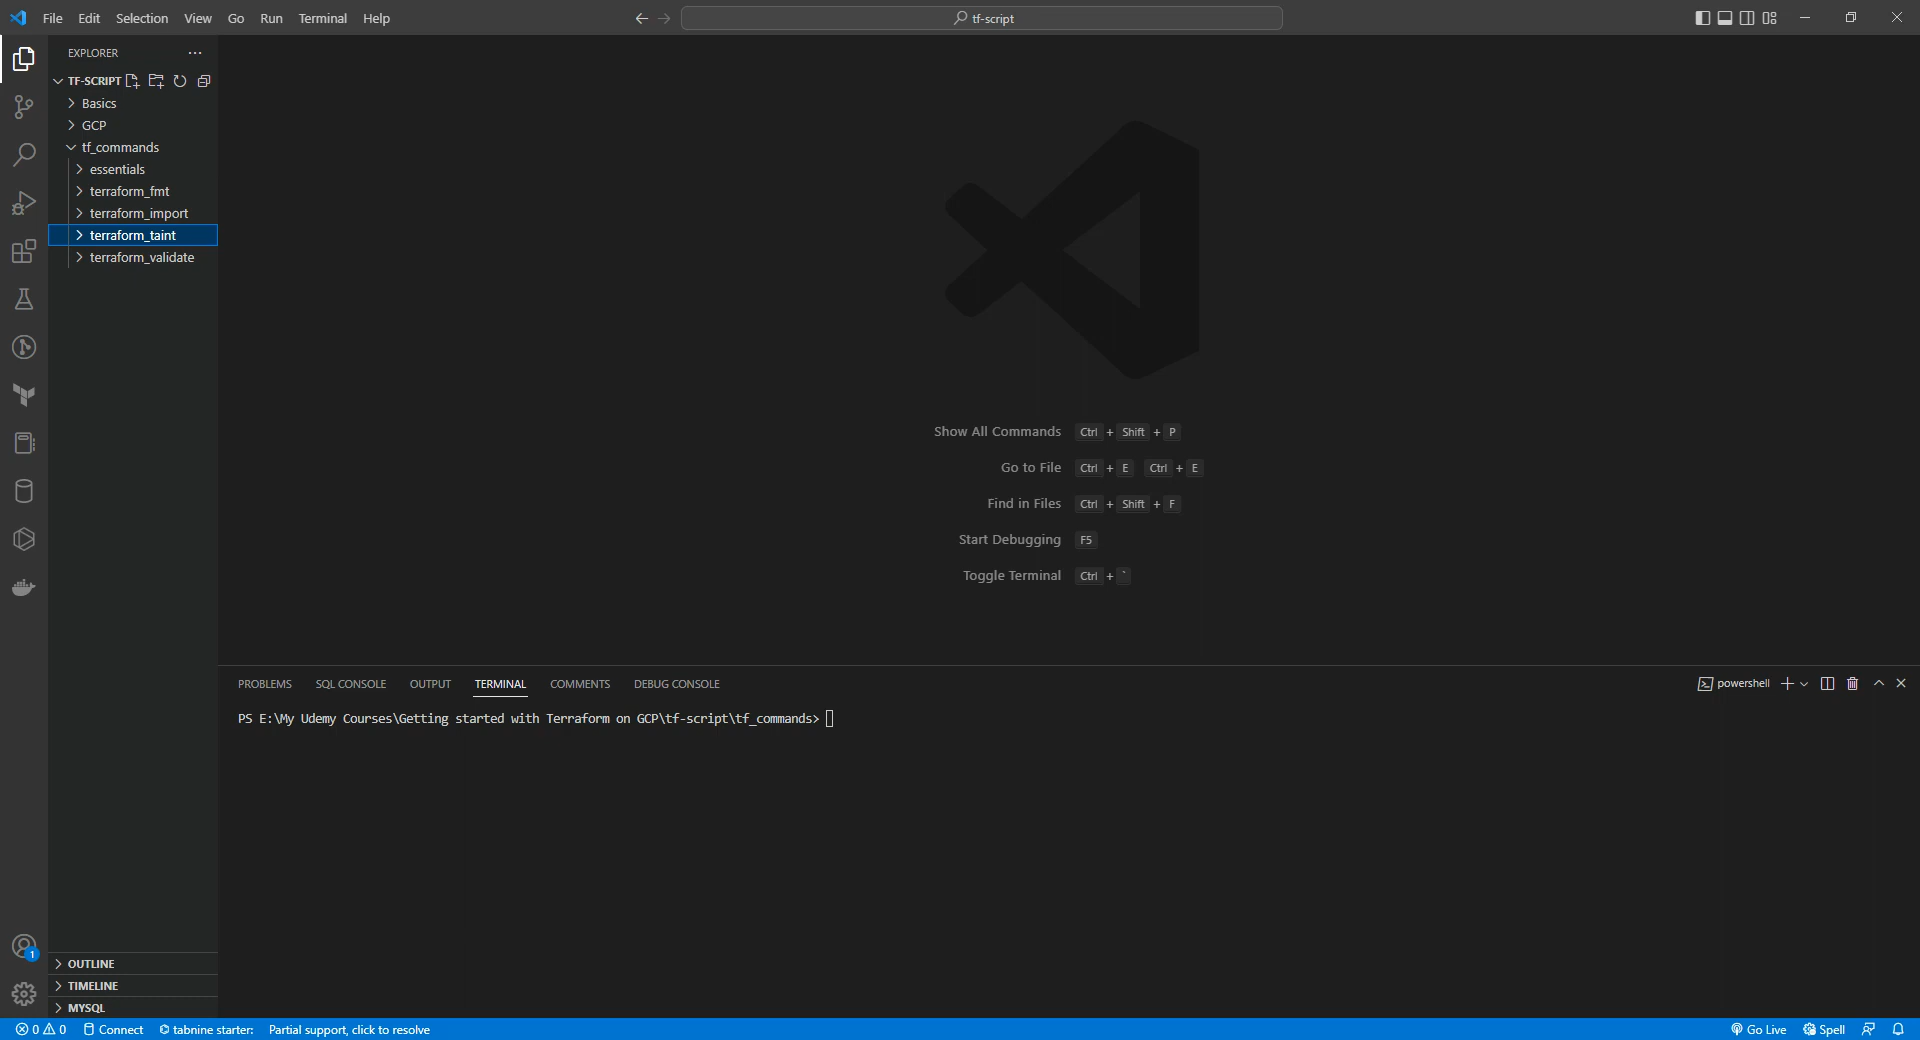 File Edit Selection View Go Run Terminal Help
tf-script
EXPLORER
TF-SCRIPT
Basics
GCP
tf_commands
essentials
terraform_fmt
terraform_import
terraform_taint
terraform_validate
Show All Commands Ctrl + Shift + P
Go to File Ctrl + E Ctrl + E
Find in Files Ctrl + Shift + F
Start Debugging F5
Toggle Terminal Ctrl + `
PROBLEMS SQL CONSOLE OUTPUT TERMINAL COMMENTS DEBUG CONSOLE
powershell
PS E:\My Udemy Courses\Getting started with Terraform on GCP\tf-script\tf_commands>
1
OUTLINE
TIMELINE
MYSQL
0 0 Connect tabnine starter: Partial support, click to resolve Go Live Spell